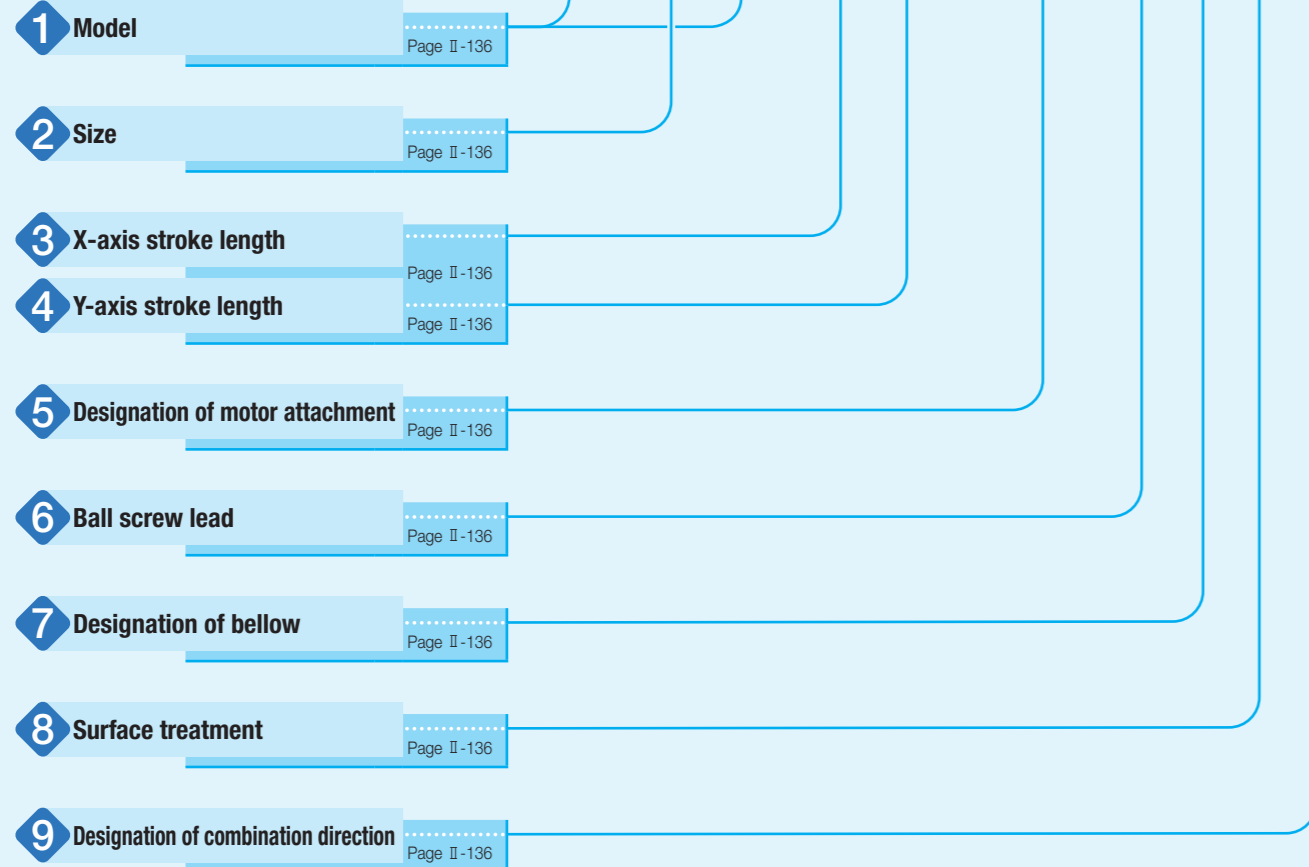 1 Model
Page Ⅱ-136
2 Size
Page Ⅱ-136
3 X-axis stroke length
Page Ⅱ-136
4 Y-axis stroke length
Page Ⅱ-136
5 Designation of motor attachment
Page Ⅱ-136
6 Ball screw lead
Page Ⅱ-136
7 Designation of bellow
Page Ⅱ-136
8 Surface treatment
Page Ⅱ-136
9 Designation of combination direction
Page Ⅱ-136